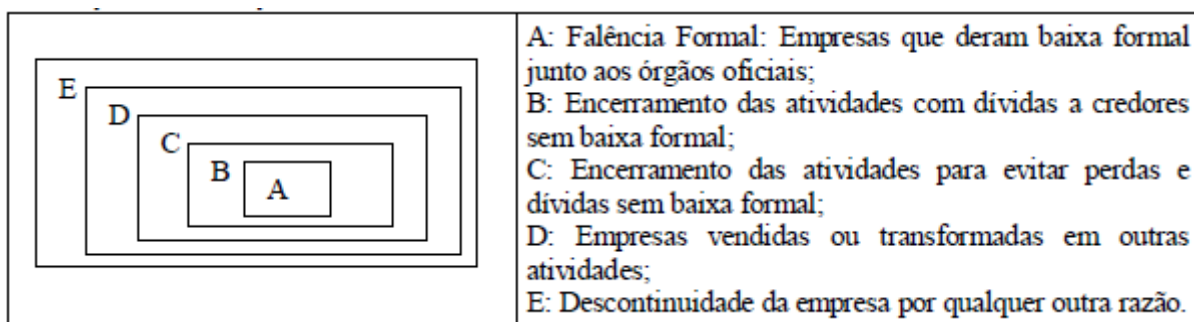 E
D
C
B
A
A: Falência Formal: Empresas que deram baixa formal
junto aos órgãos oficiais;
B: Encerramento das atividades com dívidas a credores
sem baixa formal;
C: Encerramento das atividades para evitar perdas e
dívidas sem baixa formal;
D: Empresas vendidas ou transformadas em outras
atividades;
E: Descontinuidade da empresa por qualquer outra razão.